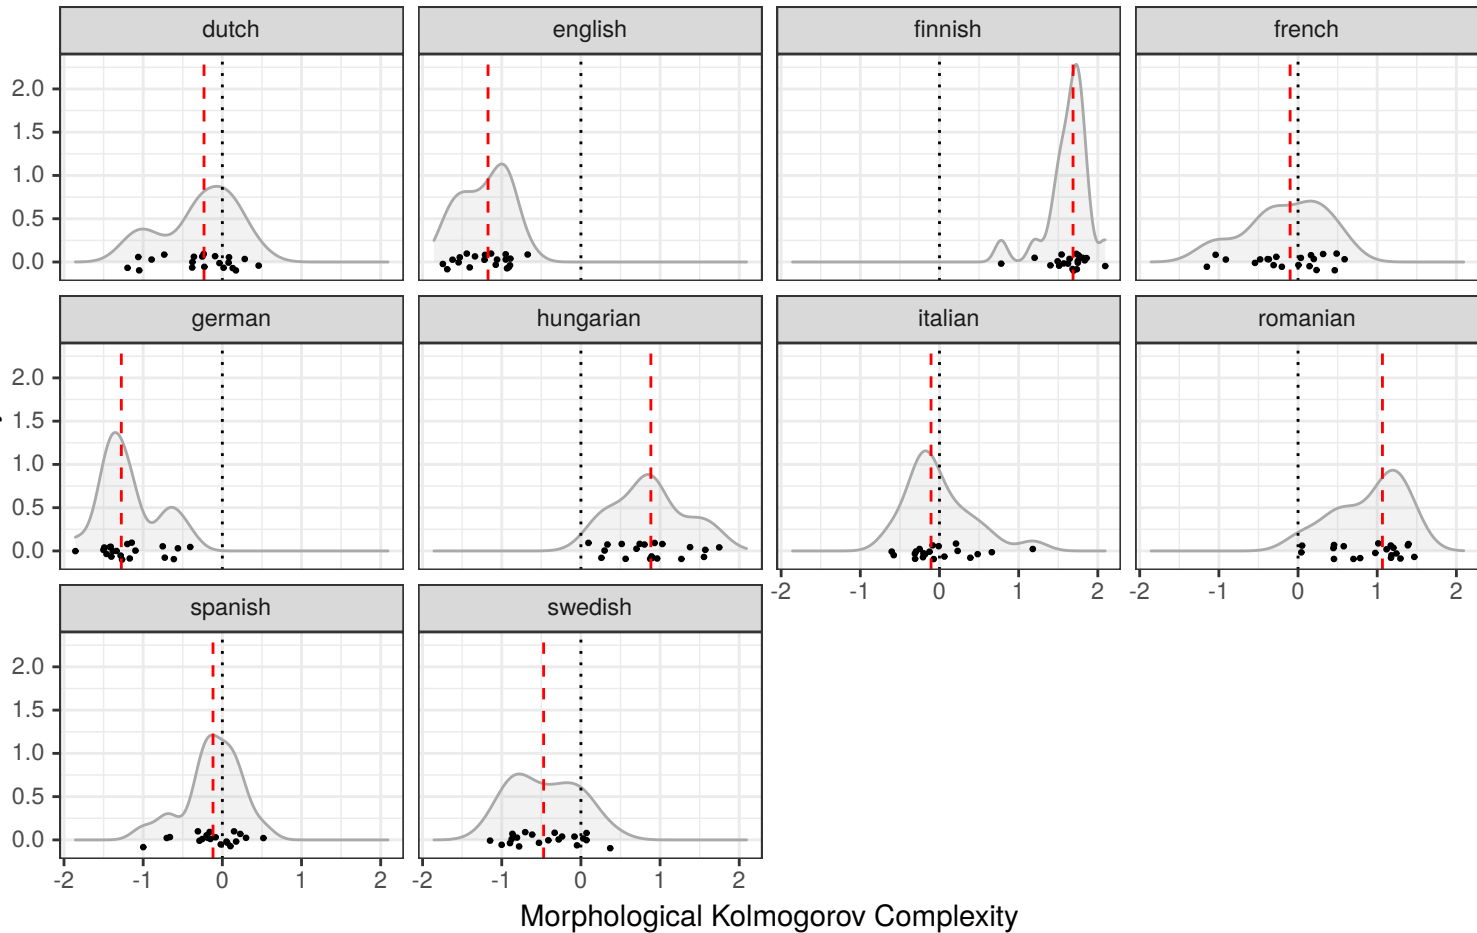 dutch english finnish french
2.0
1.5
1.0
0.5
0.0
german hungarian italian romanian
2.0
1.5
1.0
0.5
0.0
-2 -1 0 1 2 -2 -1 0 1 2
spanish swedish
2.0
1.5
1.0
0.5
0.0
-2 -1 0 1 2 -2 -1 0 1 2
Morphological Kolmogorov Complexity